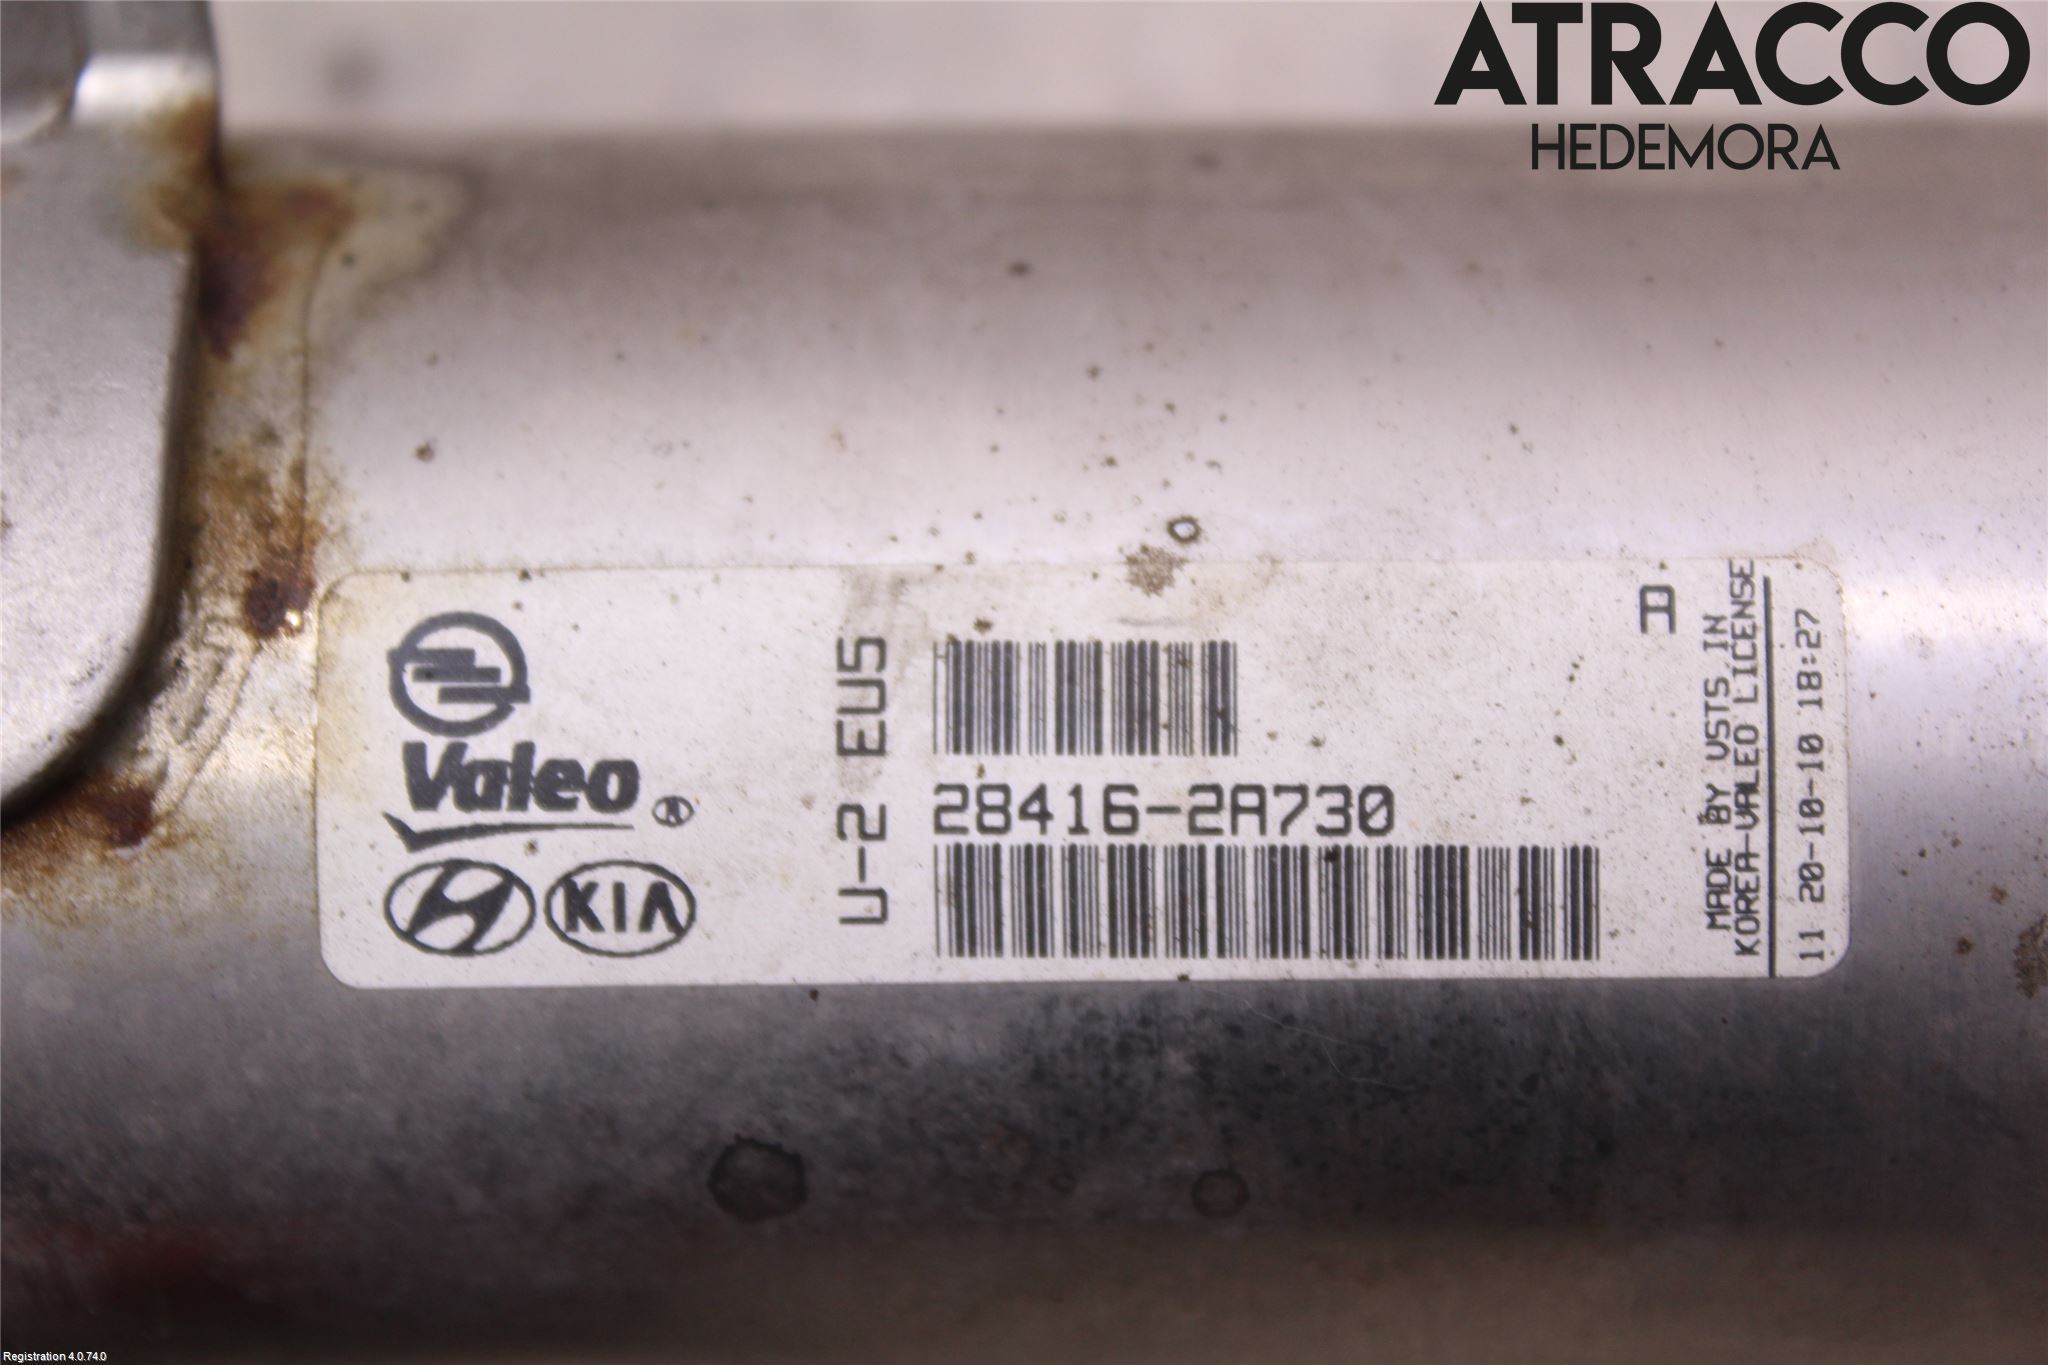 ATRACCO
HEDEMORA
Valeo ®
KIA
U-2 EU5
28416-2A730
D
MADE BY VSTS IN
KOREA-VALEO LICENSE
11 20-10-10 18:27
Registration 4.0.74.0